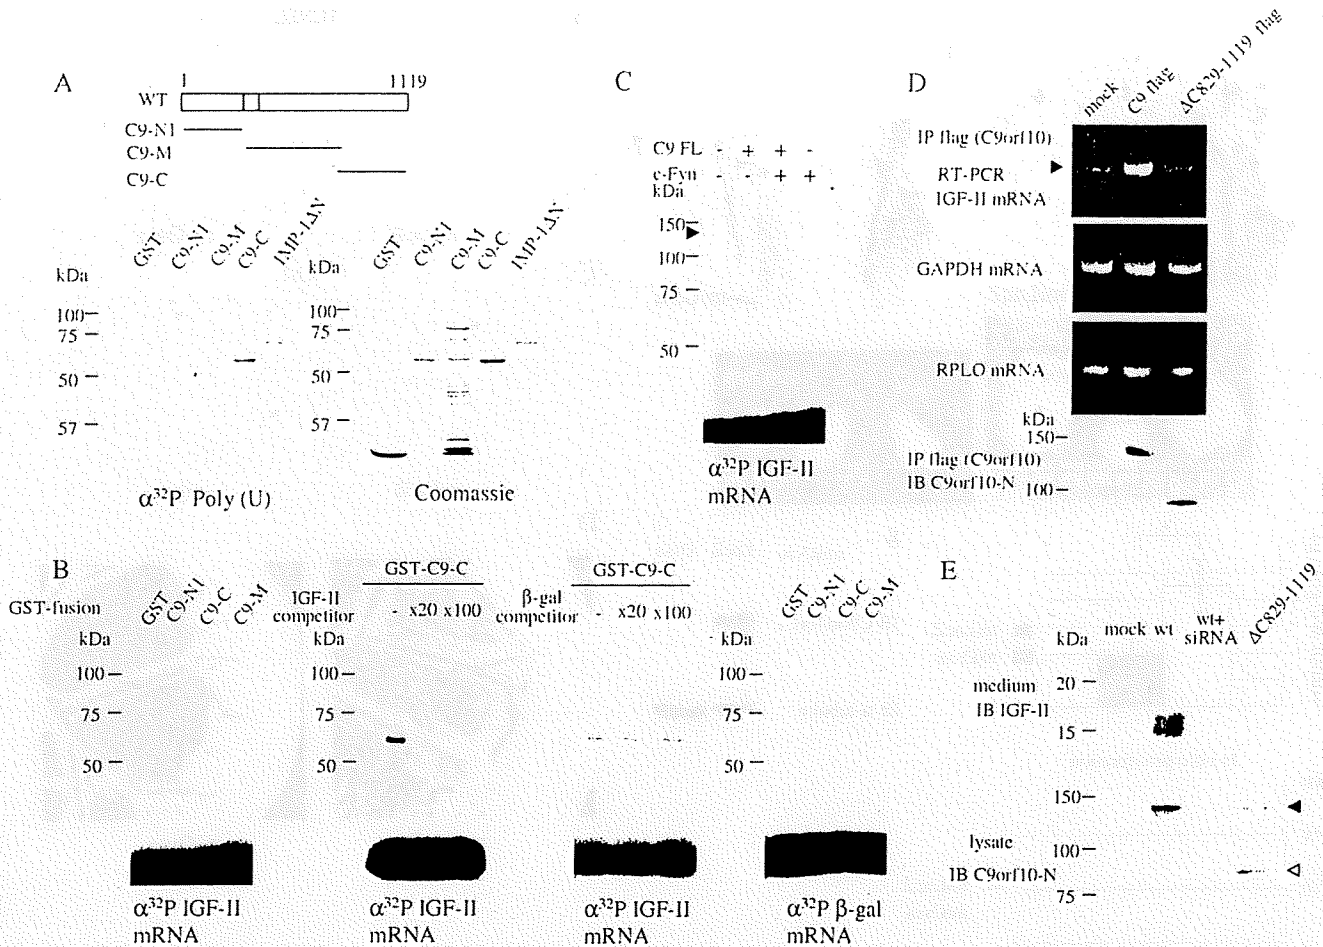 A
1 1119
WT
C9-N1
C9-M
C9-C
GST C9-N1 C9-M C9-C IMP-1ΔN
kDa
100
75
50
57
α³²P Poly (U)
GST C9-N1 C9-M C9-C IMP-1ΔN
kDa
100
75
50
57
Coomassie
B
GST-fusion
GST C9-N1 C9-C C9-M
kDa
100
75
50
α³²P IGF-II
mRNA
GST-C9-C
IGF-II
competitor
- x20 x100
kDa
100
75
50
α³²P IGF-II
mRNA
GST-C9-C
β-gal
competitor
- x20 x100
α³²P IGF-II
mRNA
GST C9-N1 C9-C C9-M
kDa
100
75
50
α³²P β-gal
mRNA
C
C9 FL - + + -
c-Fyn - - + +
kDa
150
100
75
50
α³²P IGF-II
mRNA
D
mock C9 flag ΔC829-1119 flag
IP flag (C9orf10)
RT-PCR
IGF-II mRNA
GAPDH mRNA
RPLO mRNA
kDa
150
IP flag (C9orf10)
IB C9orf10-N
100
E
kDa mock wt wt+ siRNA ΔC829-1119
medium
IB IGF-II
20
15
150
lysate
100
IB C9orf10-N
75